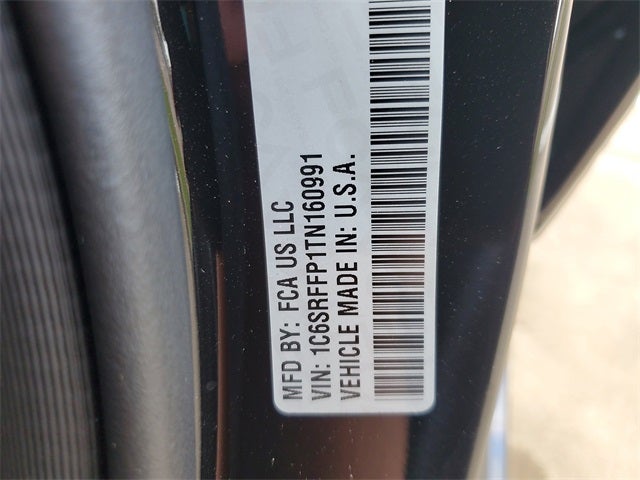 MFD BY: FCA US LLC
VIN: 1C6SRFFP1TN160991
VEHICLE MADE IN: U.S.A.